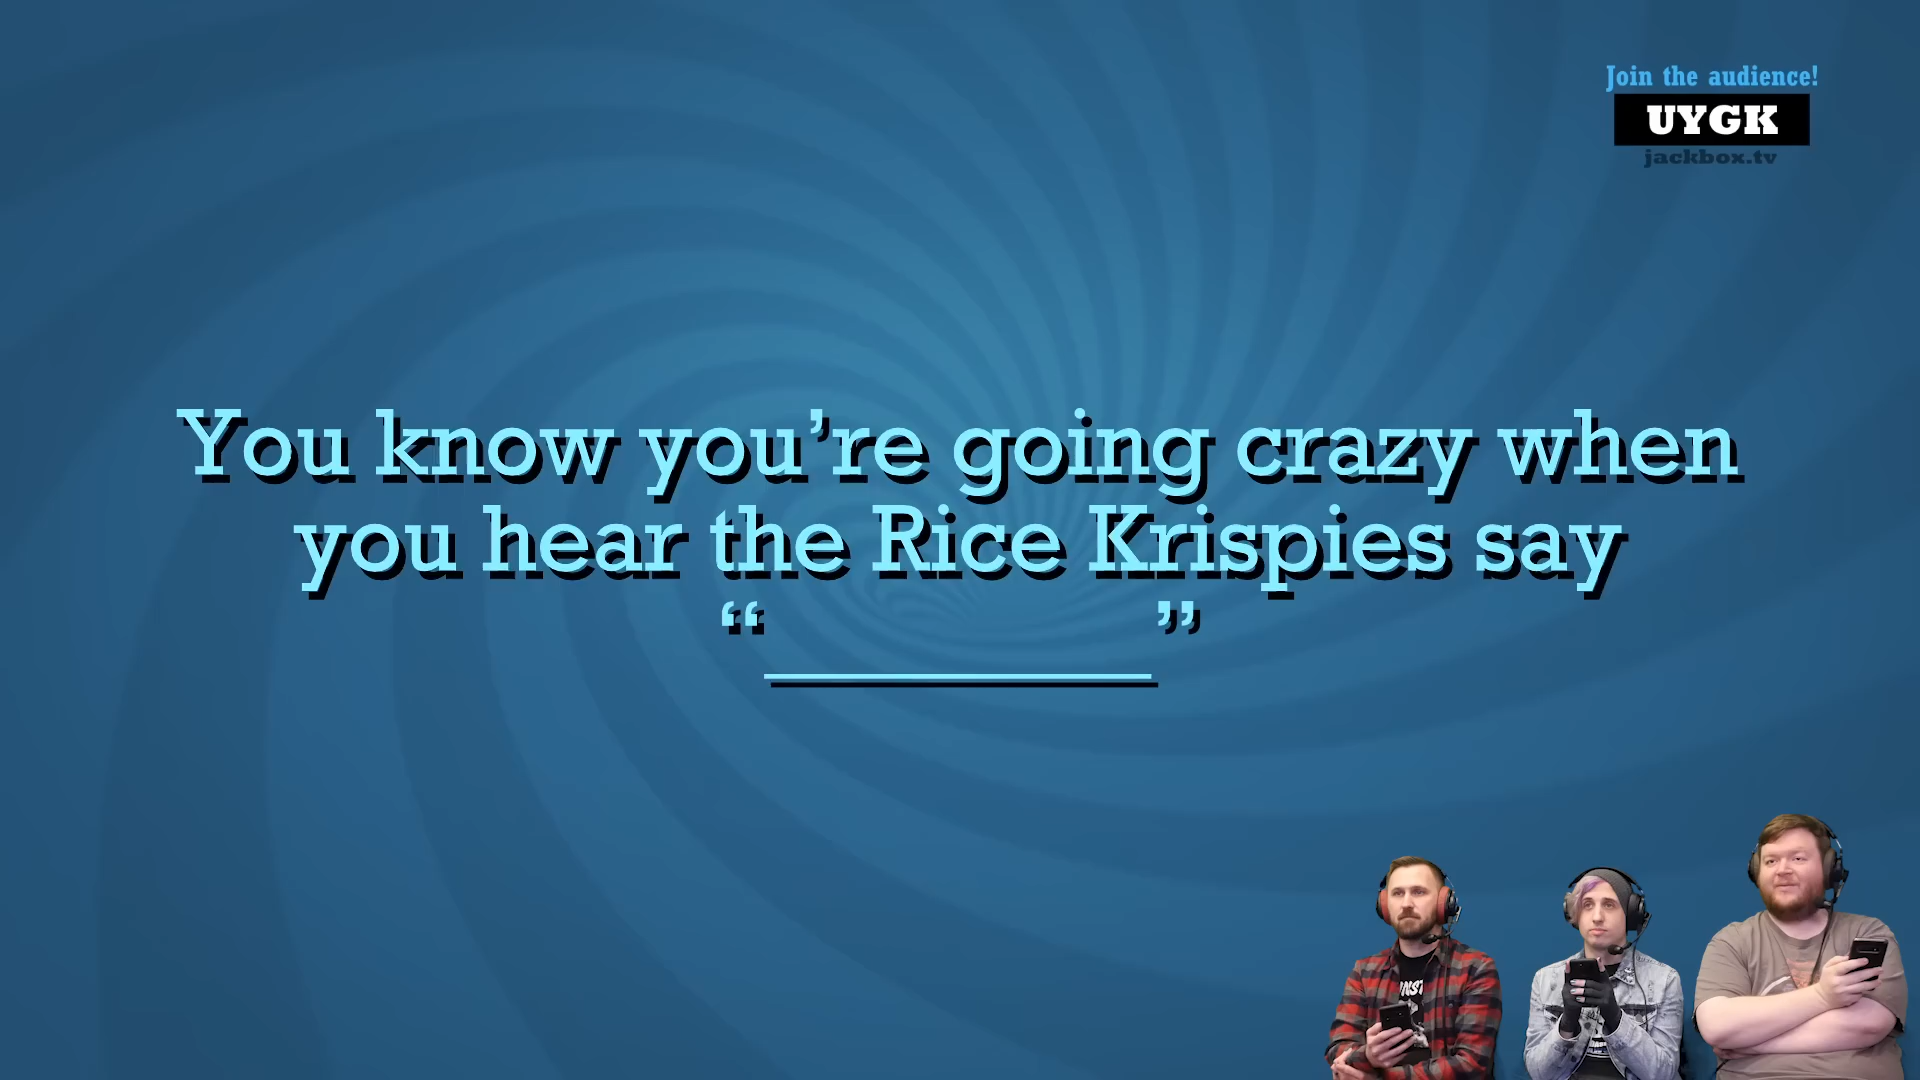 Join the audience!
UYGK
jackbox.tv
You know you’re going crazy when
you hear the Rice Krispies say
“__________”